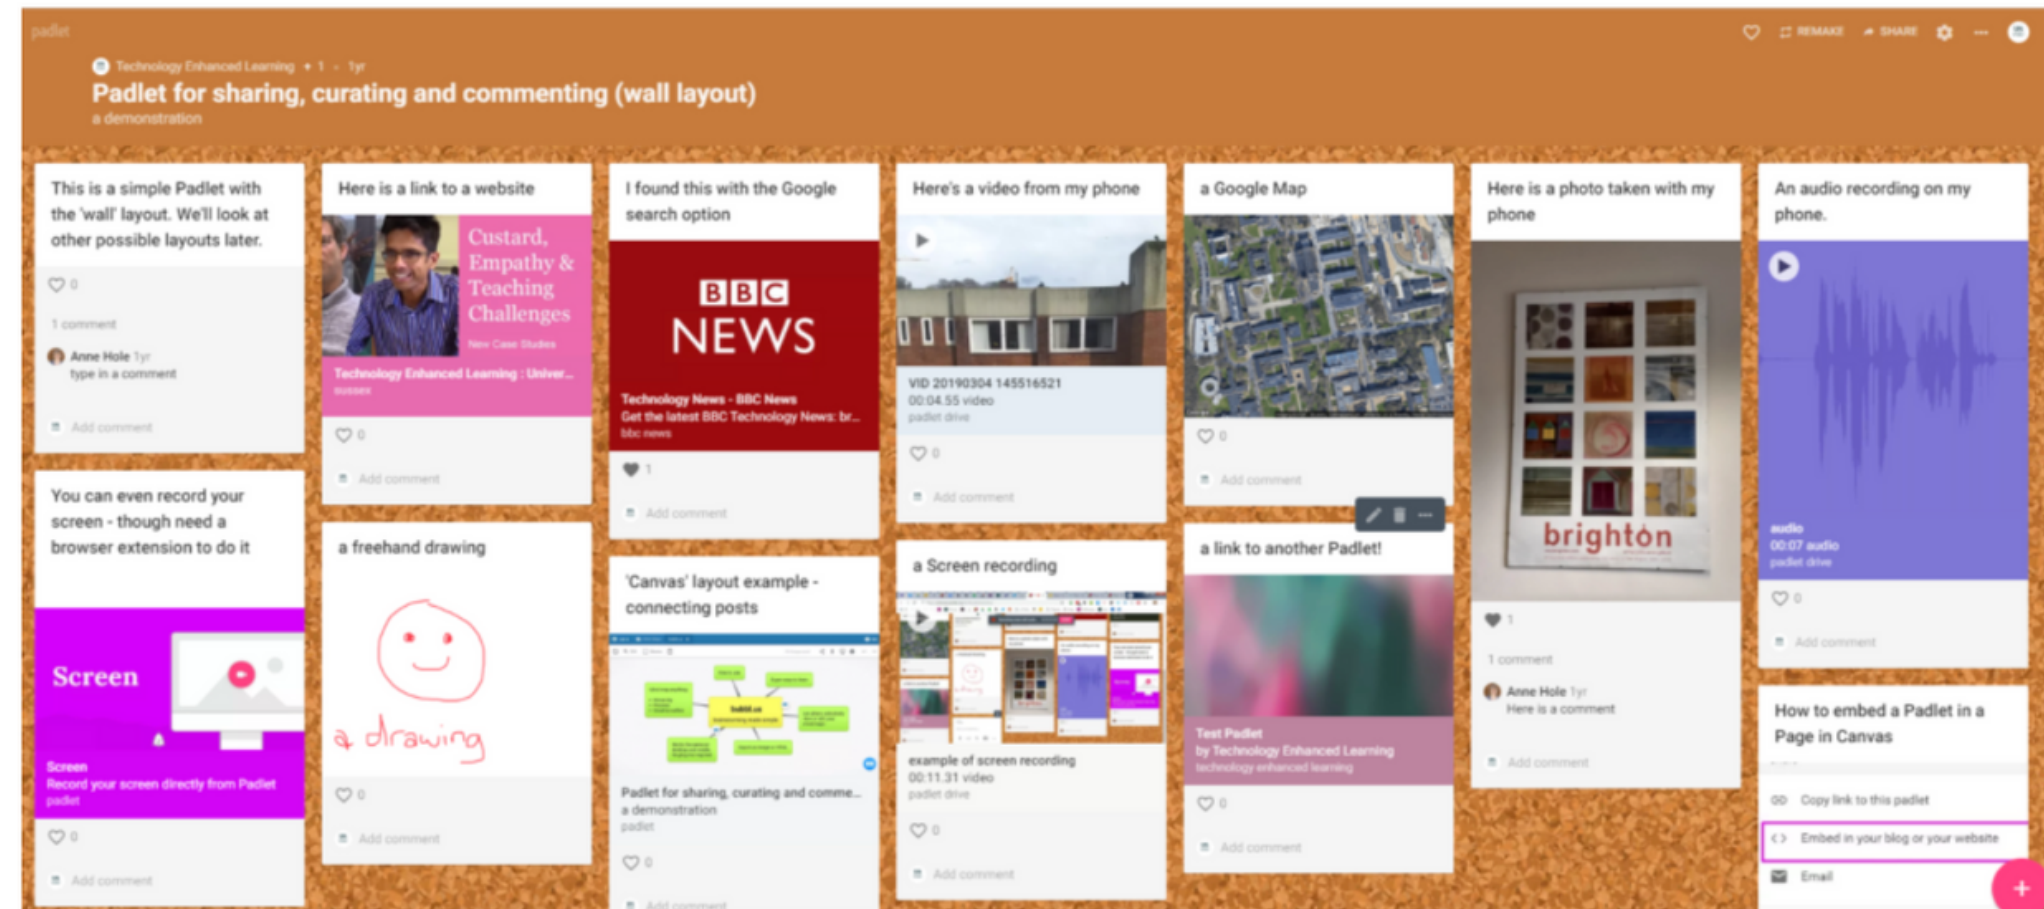 padlet
REMAKE
SHARE
Technology Enhanced Learning + 1 - 1yr
Padlet for sharing, curating and commenting (wall layout)
a demonstration
This is a simple Padlet with
the 'wall' layout. We'll look at
other possible layouts later.
0
1 comment
Anne Hole 1yr
type in a comment
Add comment
You can even record your
screen - though need a
browser extension to do it
Screen
Screen
Record your screen directly from Padlet
padlet
0
Add comment
Here is a link to a website
Custard,
Empathy &
Teaching
Challenges
New Case Studies
Technology Enhanced Learning : Univer...
sussex
0
Add comment
a freehand drawing
a drawing
0
Add comment
I found this with the Google
search option
BBC
NEWS
Technology News - BBC News
Get the latest BBC Technology News: br...
bbc news
1
Add comment
'Canvas' layout example -
connecting posts
Padlet for sharing, curating and comme...
a demonstration
padlet
0
Add comment
Here's a video from my phone
VID 20190304 145516521
00:04.55 video
padlet drive
0
Add comment
a Screen recording
example of screen recording
00:11.31 video
padlet drive
0
Add comment
a Google Map
0
Add comment
a link to another Padlet!
Test Padlet
by Technology Enhanced Learning
technology enhanced learning
0
Add comment
Here is a photo taken with my
phone
brighton
1
1 comment
Anne Hole 1yr
Here is a comment
Add comment
An audio recording on my
phone.
audio
00:07 audio
padlet drive
0
Add comment
How to embed a Padlet in a
Page in Canvas
Copy link to this padlet
Embed in your blog or your website
Email